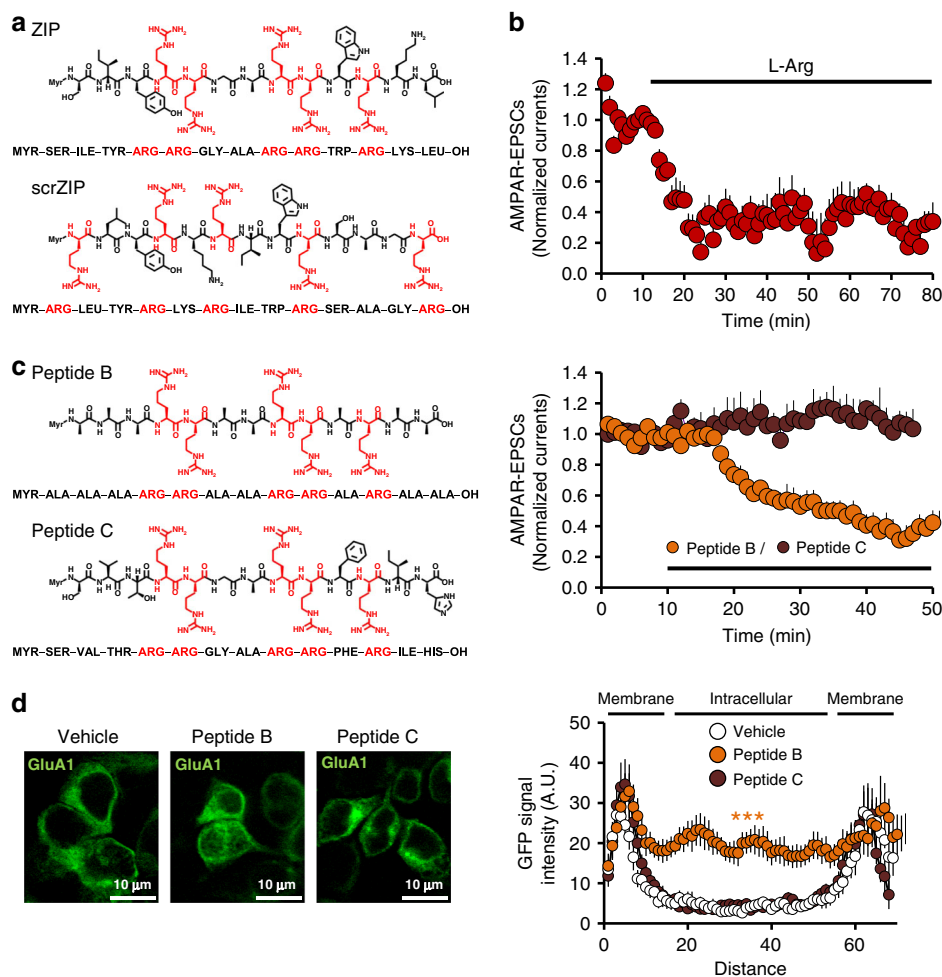 a
ZIP
MYR–SER–ILE–TYR–ARG–ARG–GLY–ALA–ARG–ARG–TRP–ARG–LYS–LEU–OH
scrZIP
MYR–ARG–LEU–TYR–ARG–LYS–ARG–ILE–TRP–ARG–SER–ALA–GLY–ARG–OH
b
L-Arg
AMPAR-EPSCs
(Normalized currents)
1.4
1.2
1.0
0.8
0.6
0.4
0.2
0.0
0 10 20 30 40 50 60 70 80
Time (min)
c
Peptide B
MYR–ALA–ALA–ALA–ARG–ARG–ALA–ALA–ARG–ARG–ALA–ARG–ALA–ALA–OH
Peptide C
MYR–SER–VAL–THR–ARG–ARG–GLY–ALA–ARG–ARG–PHE–ARG–ILE–HIS–OH
AMPAR-EPSCs
(Normalized currents)
1.4
1.2
1.0
0.8
0.6
0.4
0.2
0.0
Peptide B / Peptide C
0 10 20 30 40 50
Time (min)
d
Vehicle Peptide B Peptide C
GluA1 GluA1 GluA1
10 µm 10 µm 10 µm
Membrane Intracellular Membrane
GFP signal
intensity (A.U.)
50
40
30
20
10
0
Vehicle
Peptide B
Peptide C
***
0 20 40 60
Distance